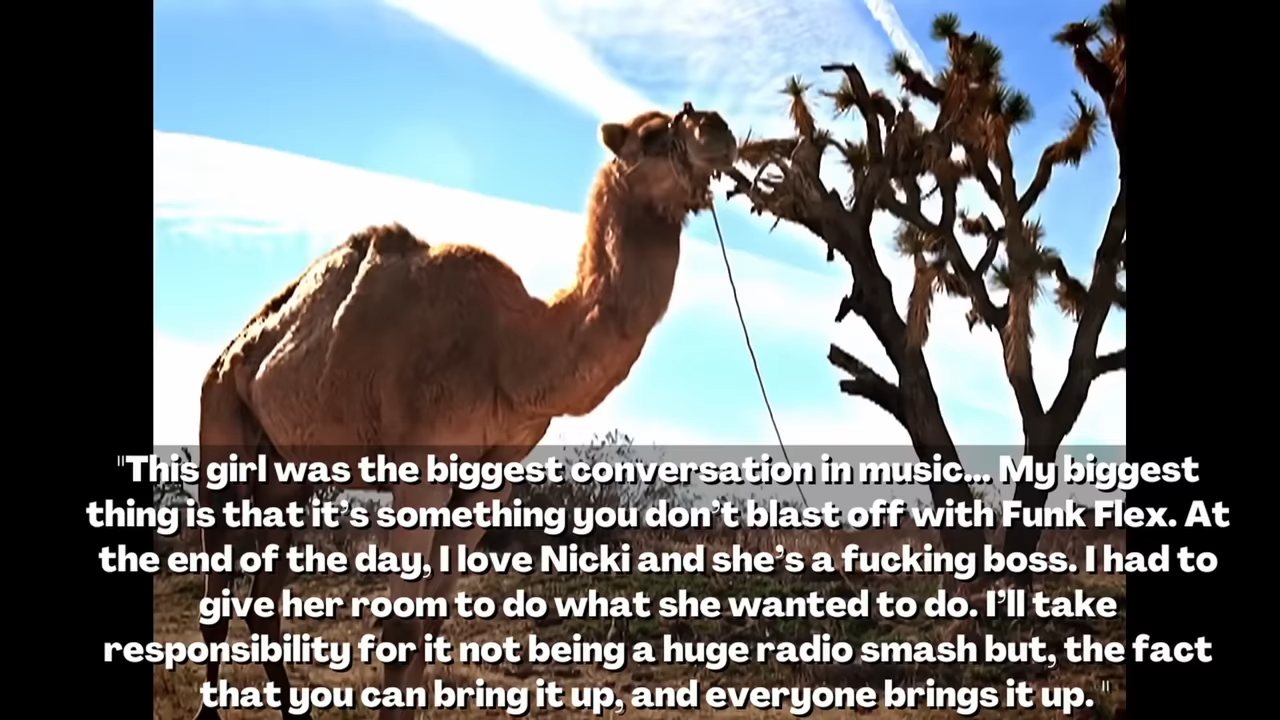 "This girl was the biggest conversation in music... My biggest
thing is that it’s something you don’t blast off with Funk Flex. At
the end of the day, I love Nicki and she’s a fucking boss. I had to
give her room to do what she wanted to do. I’ll take
responsibility for it not being a huge radio smash but, the fact
that you can bring it up, and everyone brings it up. "